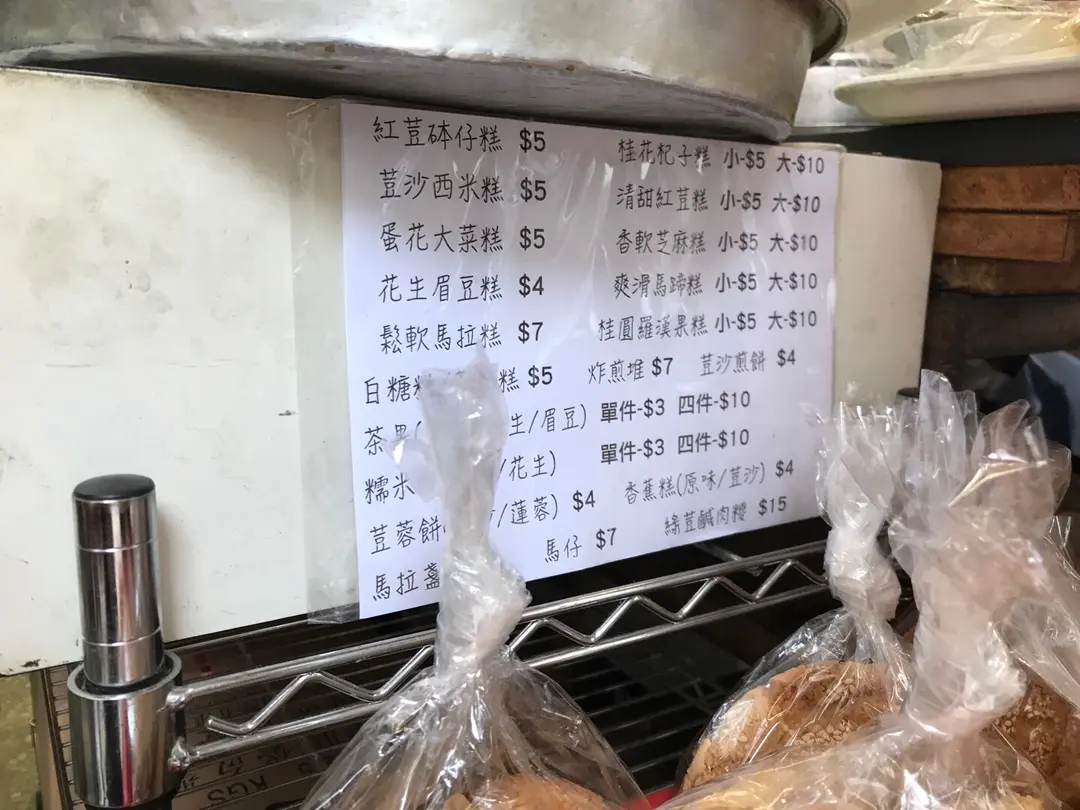 紅荳砵仔糕 $5 桂花杞子糕 小-$5 大-$10
荳沙西米糕 $5 清甜紅荳糕 小-$5 大-$10
蛋花大菜糕 $5 香軟芝麻糕 小-$5 大-$10
花生眉豆糕 $4 爽滑馬蹄糕 小-$5 大-$10
鬆軟馬拉糕 $7 桂圓羅漢果糕 小-$5 大-$10
白糖 糕 $5 炸煎堆 $7 荳沙煎餅 $4
茶果( 生/眉豆) 單件-$3 四件-$10
糯米 /花生) 單件-$3 四件-$10
荳蓉餅( /蓮蓉) $4 香蕉糕(原味/荳沙) $4
馬拉盞 馬仔 $7 綠荳鹹肉糭 $15
KGS